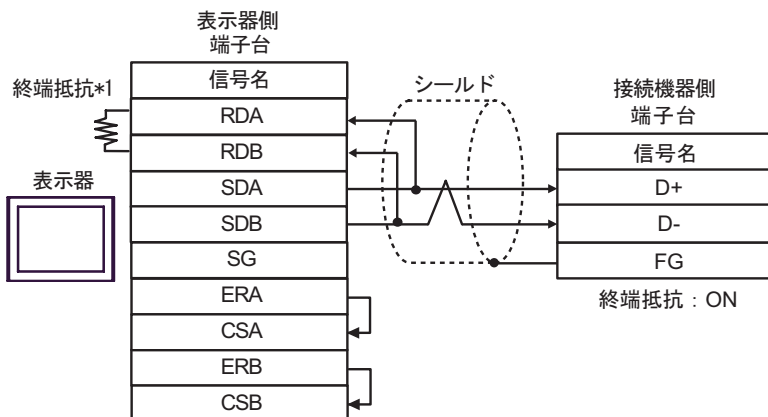 表示器側
端子台
信号名
終端抵抗*1
RDA
RDB
表示器
SDA
SDB
SG
ERA
CSA
ERB
CSB
シールド
接続機器側
端子台
信号名
D+
D-
FG
終端抵抗：ON